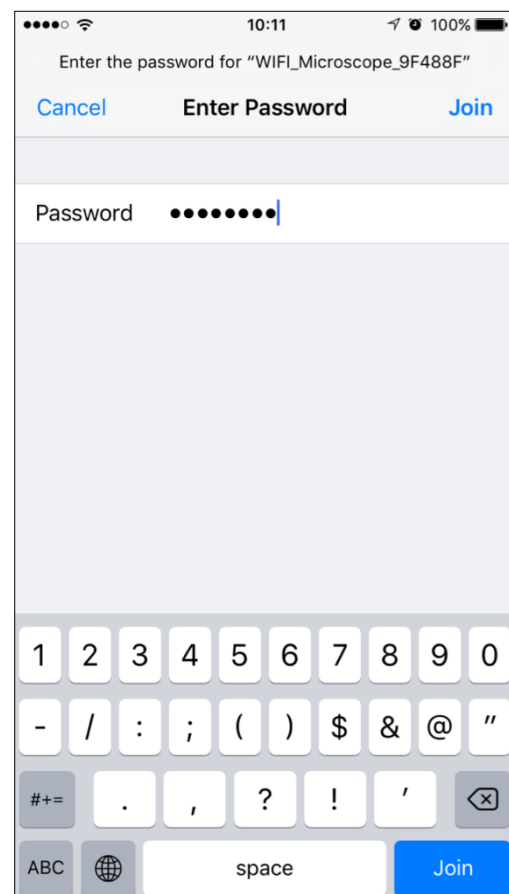 10:11 100%
Enter the password for “WIFI_Microscope_9F488F”
Cancel Enter Password Join
Password ••••••••
1 2 3 4 5 6 7 8 9 0
- / : ; ( ) $ & @ "
#+= . , ? ! '
ABC space Join